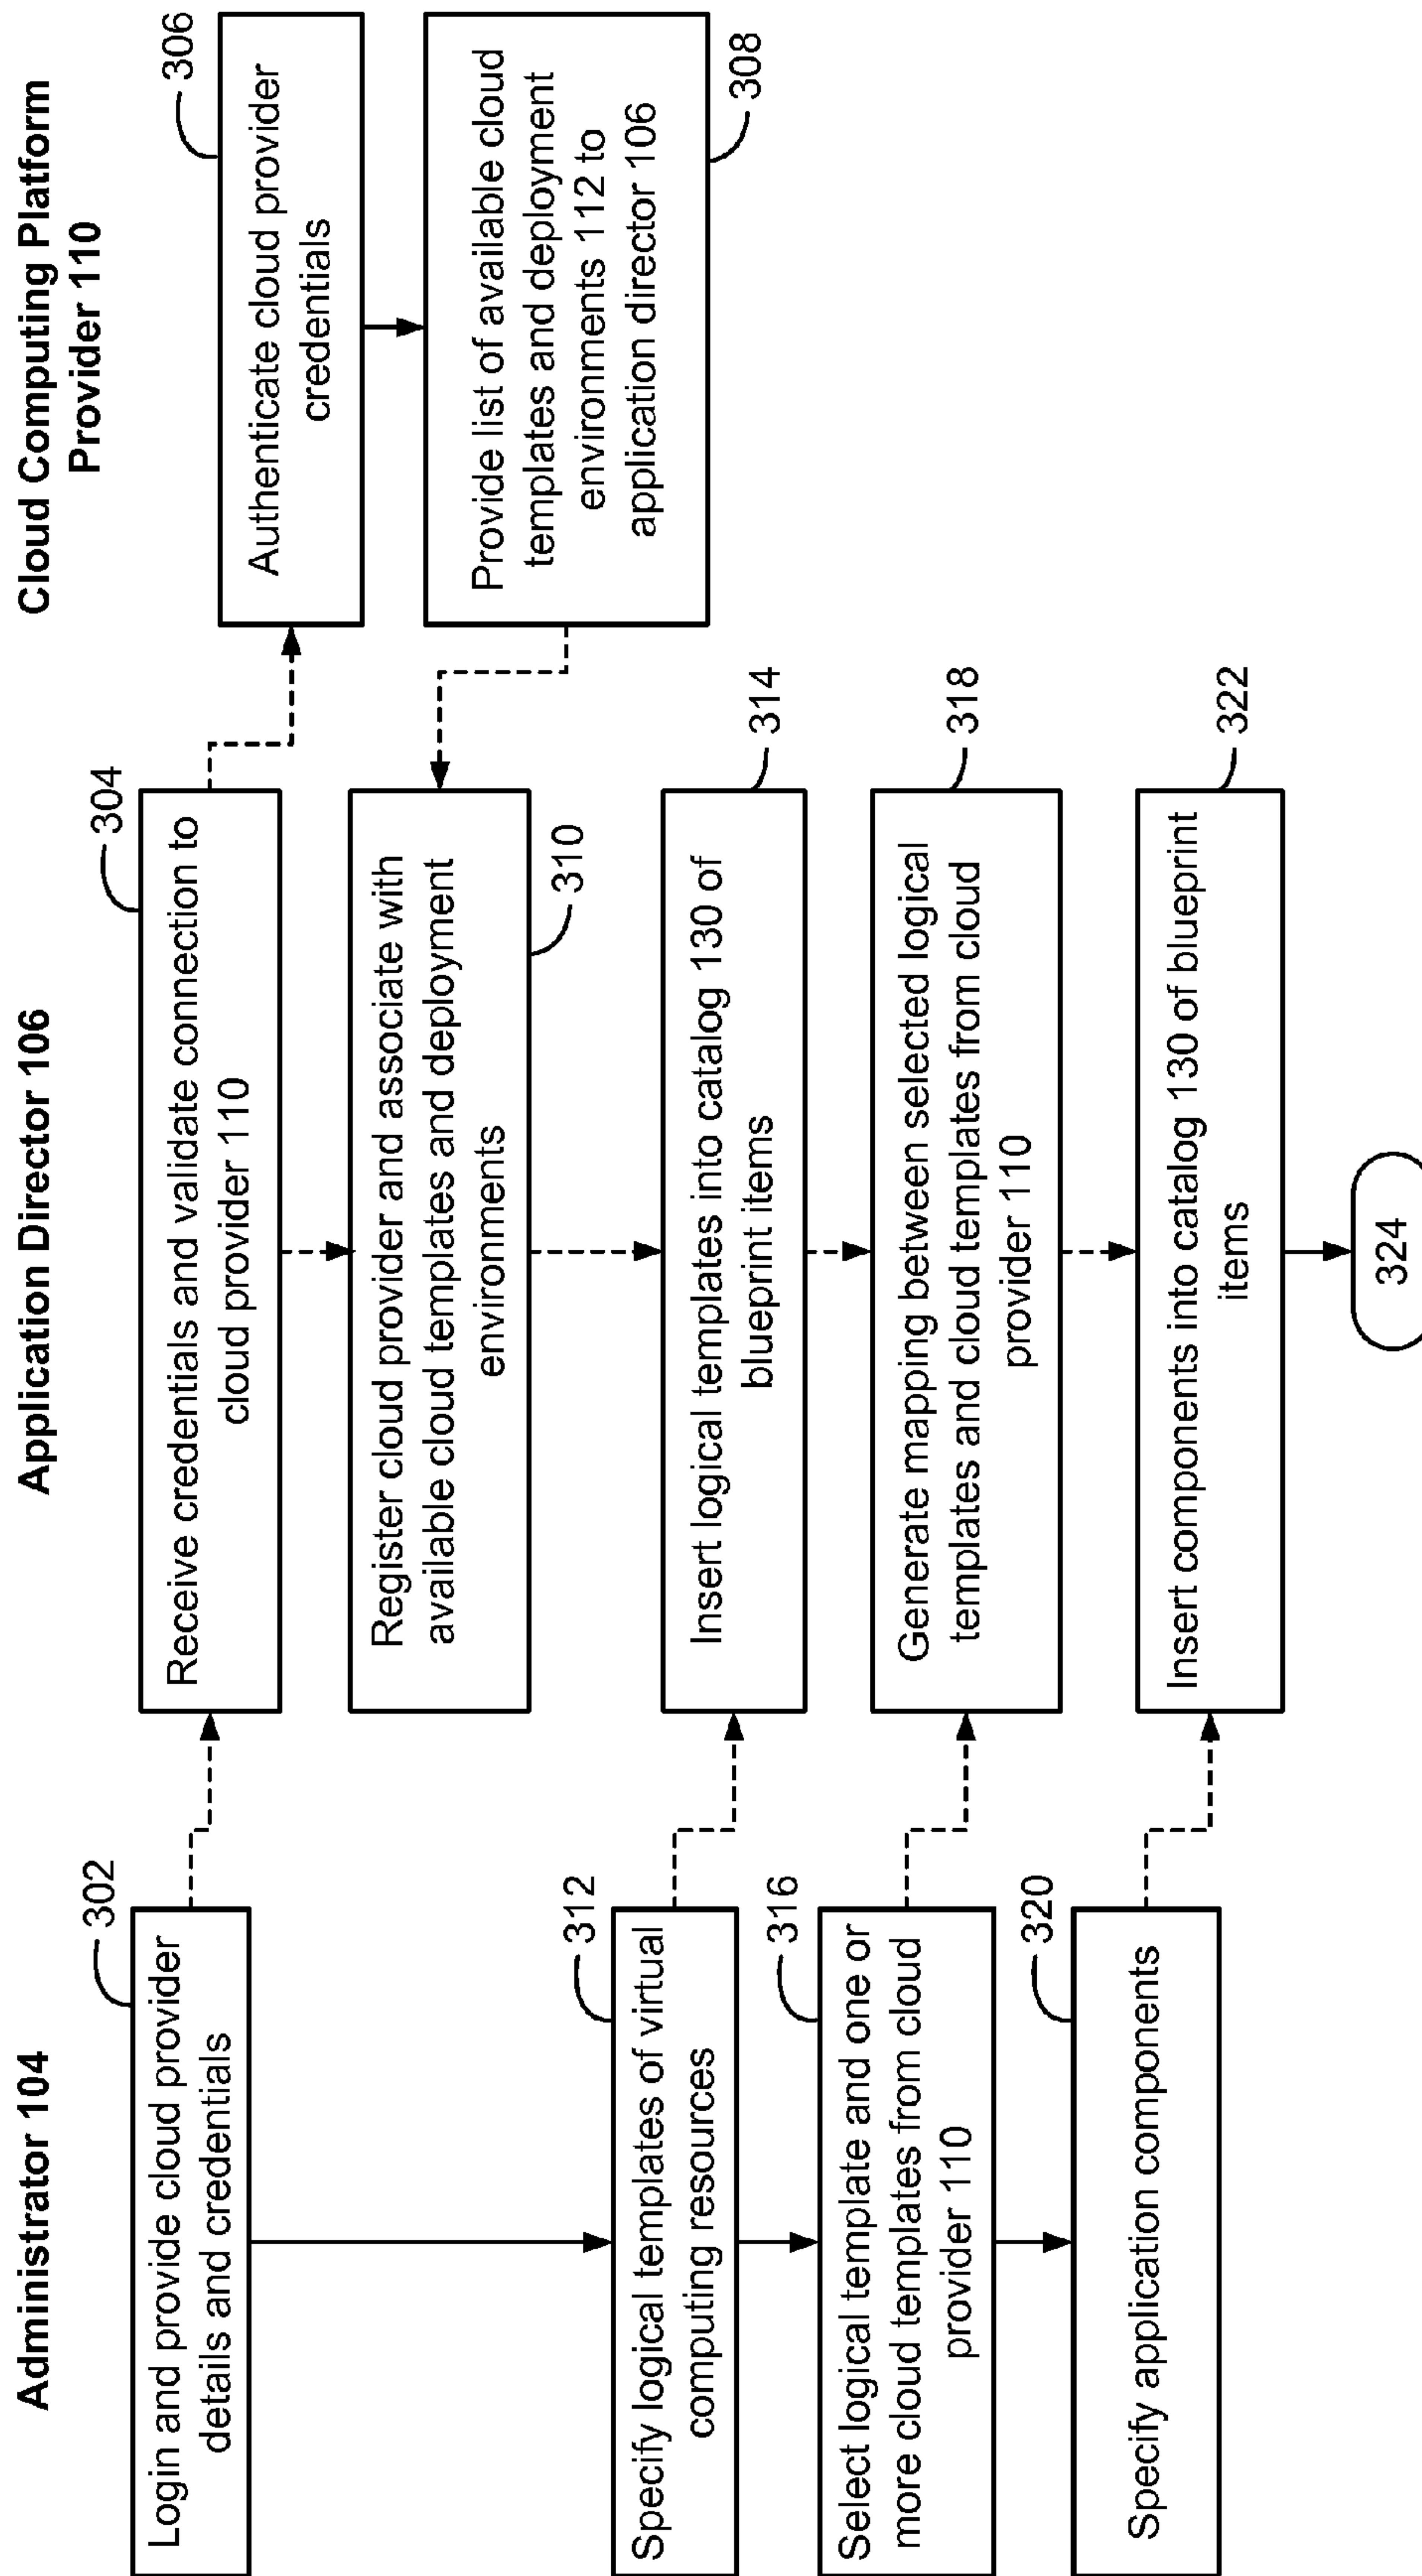 Administrator 104
Application Director 106
Cloud Computing Platform
Provider 110
302
Login and provide cloud provider
details and credentials
304
Receive credentials and validate connection to
cloud provider 110
306
Authenticate cloud provider
credentials
308
Provide list of available cloud
templates and deployment
environments 112 to
application director 106
310
Register cloud provider and associate with
available cloud templates and deployment
environments
312
Specify logical templates of virtual
computing resources
314
Insert logical templates into catalog 130 of
blueprint items
316
Select logical template and one or
more cloud templates from cloud
provider 110
318
Generate mapping between selected logical
templates and cloud templates from cloud
provider 110
320
Specify application components
322
Insert components into catalog 130 of blueprint
items
324